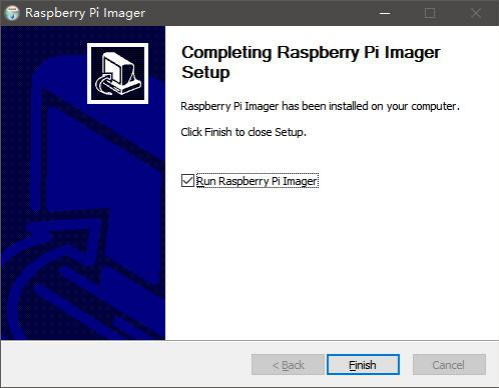 Raspberry Pi Imager
Completing Raspberry Pi Imager
Setup
Raspberry Pi Imager has been installed on your computer.
Click Finish to close Setup.
Run Raspberry Pi Imager
< Back
Finish
Cancel